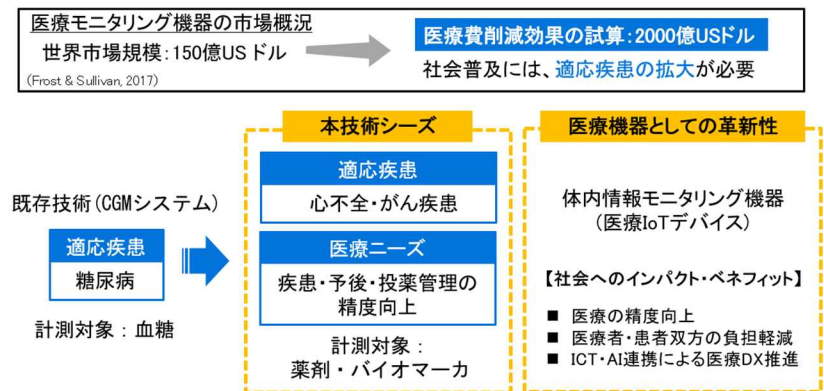 医療モニタリング機器の市場概況
世界市場規模：150億US ドル
(Frost & Sullivan, 2017)
医療費削減効果の試算：2000億USドル
社会普及には、適応疾患の拡大が必要
既存技術(CGMシステム)
適応疾患
糖尿病
計測対象：血糖
本技術シーズ
適応疾患
心不全・がん疾患
医療ニーズ
疾患・予後・投薬管理の
精度向上
計測対象：
薬剤・バイオマーカ
医療機器としての革新性
体内情報モニタリング機器
(医療IoTデバイス)
【社会へのインパクト・ベネフィット】
■ 医療の精度向上
■ 医療者・患者双方の負担軽減
■ ICT・AI連携による医療DX推進